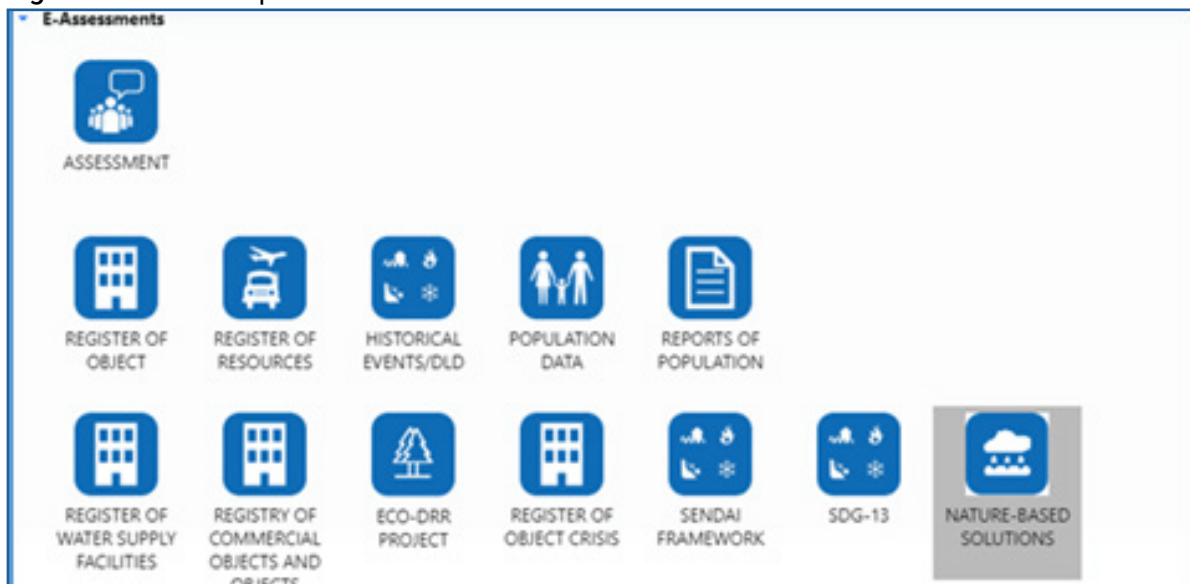 E-Assessments
ASSESSMENT
REGISTER OF
OBJECT
REGISTER OF
RESOURCES
HISTORICAL
EVENTS/DLD
POPULATION
DATA
REPORTS OF
POPULATION
REGISTER OF
WATER SUPPLY
FACILITIES
REGISTRY OF
COMMERCIAL
OBJECTS AND
OBJECTS
ECO-DRR
PROJECT
REGISTER OF
OBJECT CRISIS
SENDAI
FRAMEWORK
SDG-13
NATURE-BASED
SOLUTIONS